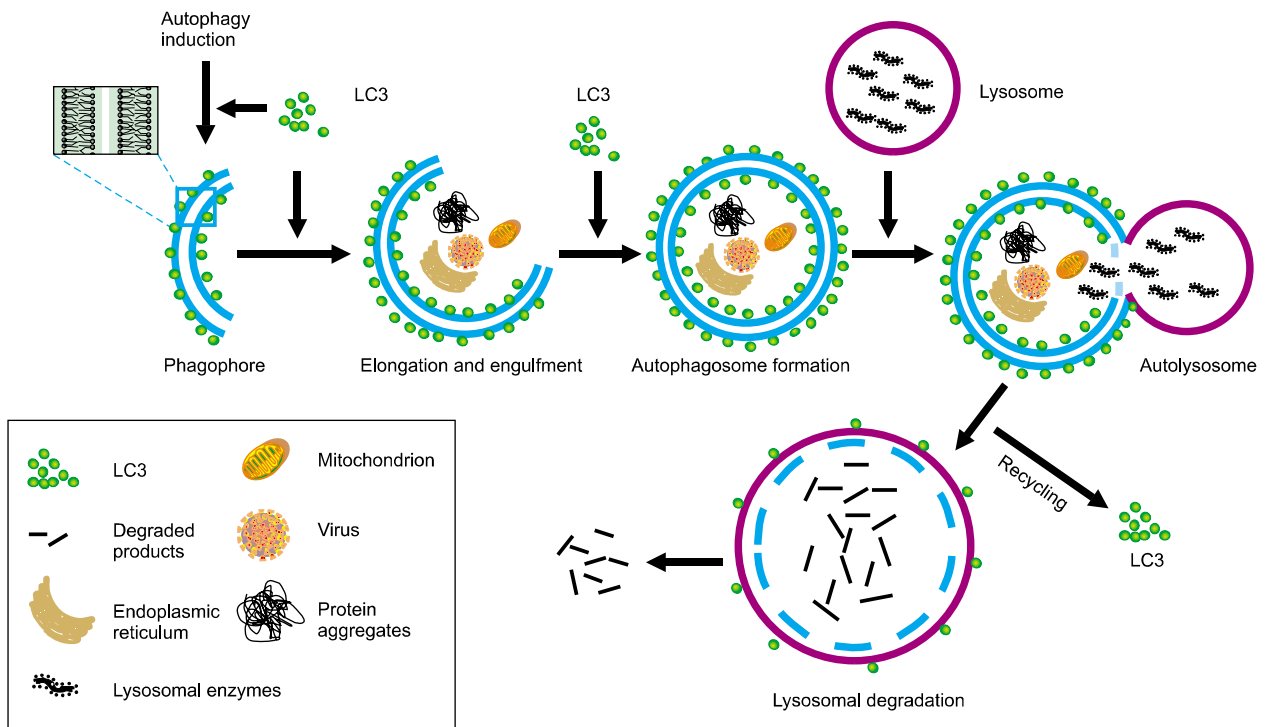 Autophagy
induction
LC3
LC3
Lysosome
Phagophore
Elongation and engulfment
Autophagosome formation
Autolysosome
LC3
Mitochondrion
Degraded
products
Virus
Endoplasmic
reticulum
Protein
aggregates
Lysosomal enzymes
Recycling
LC3
Lysosomal degradation